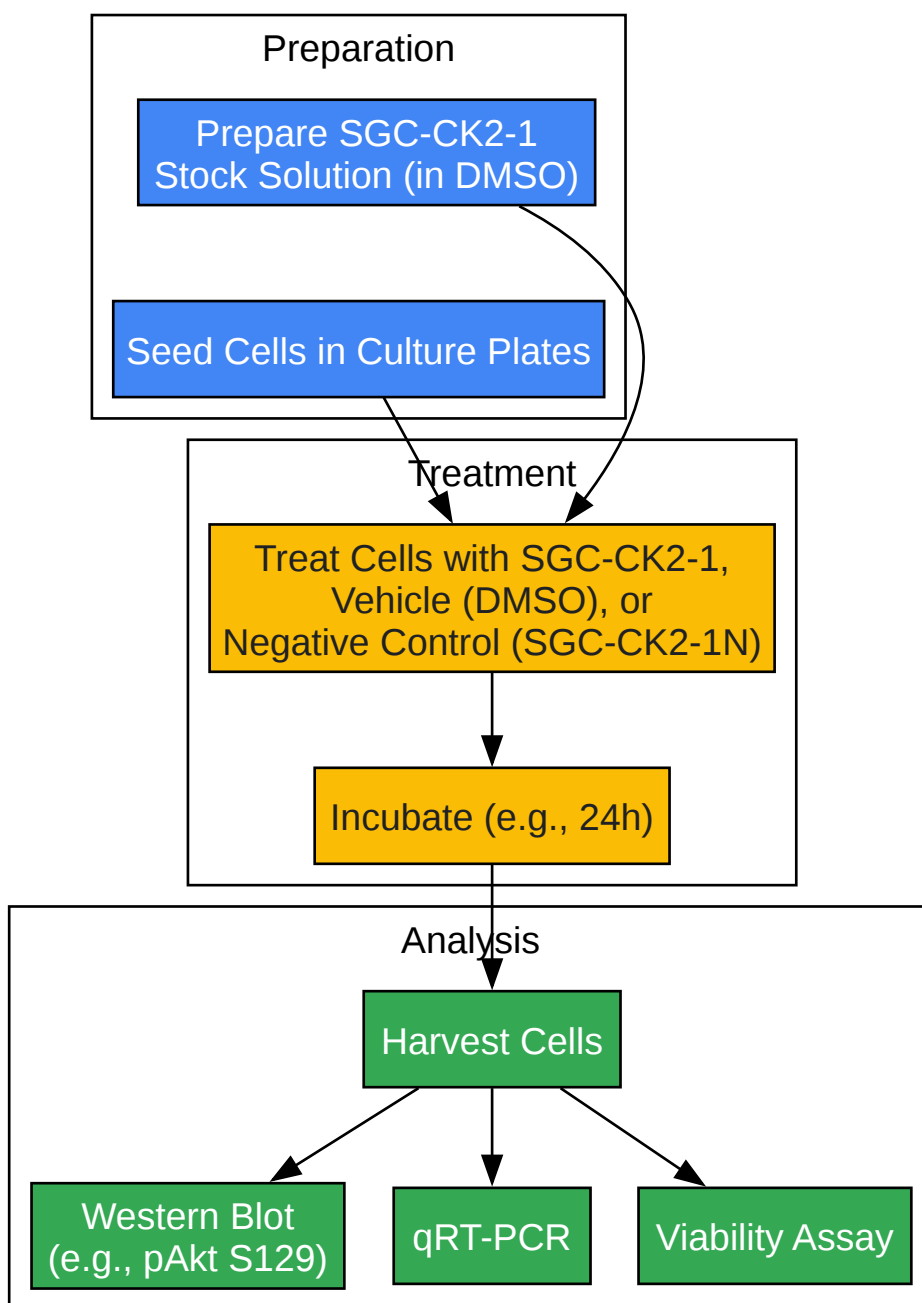 Preparation
Prepare SGC-CK2-1
Stock Solution (in DMSO)
Seed Cells in Culture Plates
Treatment
Treat Cells with SGC-CK2-1,
Vehicle (DMSO), or
Negative Control (SGC-CK2-1N)
Incubate (e.g., 24h)
Analysis
Harvest Cells
Western Blot
(e.g., pAkt S129)
qRT-PCR
Viability Assay